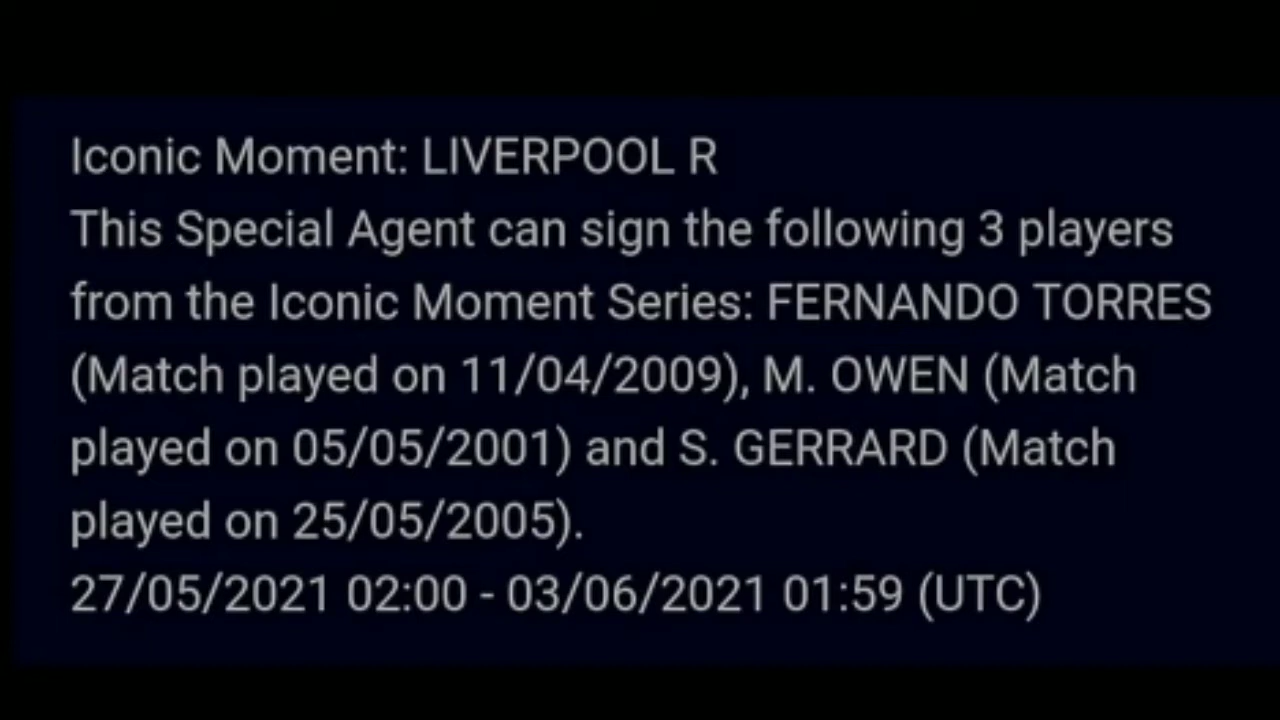 Iconic Moment: LIVERPOOL R
This Special Agent can sign the following 3 players
from the Iconic Moment Series: FERNANDO TORRES
(Match played on 11/04/2009), M. OWEN (Match
played on 05/05/2001) and S. GERRARD (Match
played on 25/05/2005).
27/05/2021 02:00 - 03/06/2021 01:59 (UTC)